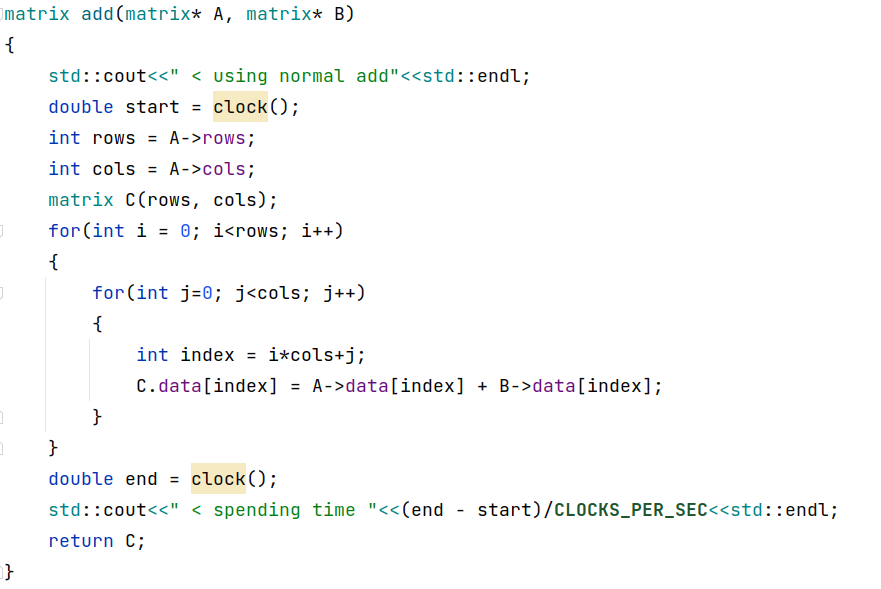 matrix add(matrix* A, matrix* B)
{
    std::cout<<" < using normal add"<<std::endl;
    double start = clock();
    int rows = A->rows;
    int cols = A->cols;
    matrix C(rows, cols);
    for(int i = 0; i<rows; i++)
    {
        for(int j=0; j<cols; j++)
        {
            int index = i*cols+j;
            C.data[index] = A->data[index] + B->data[index];
        }
    }
    double end = clock();
    std::cout<<" < spending time "<<(end - start)/CLOCKS_PER_SEC<<std::endl;
    return C;
}